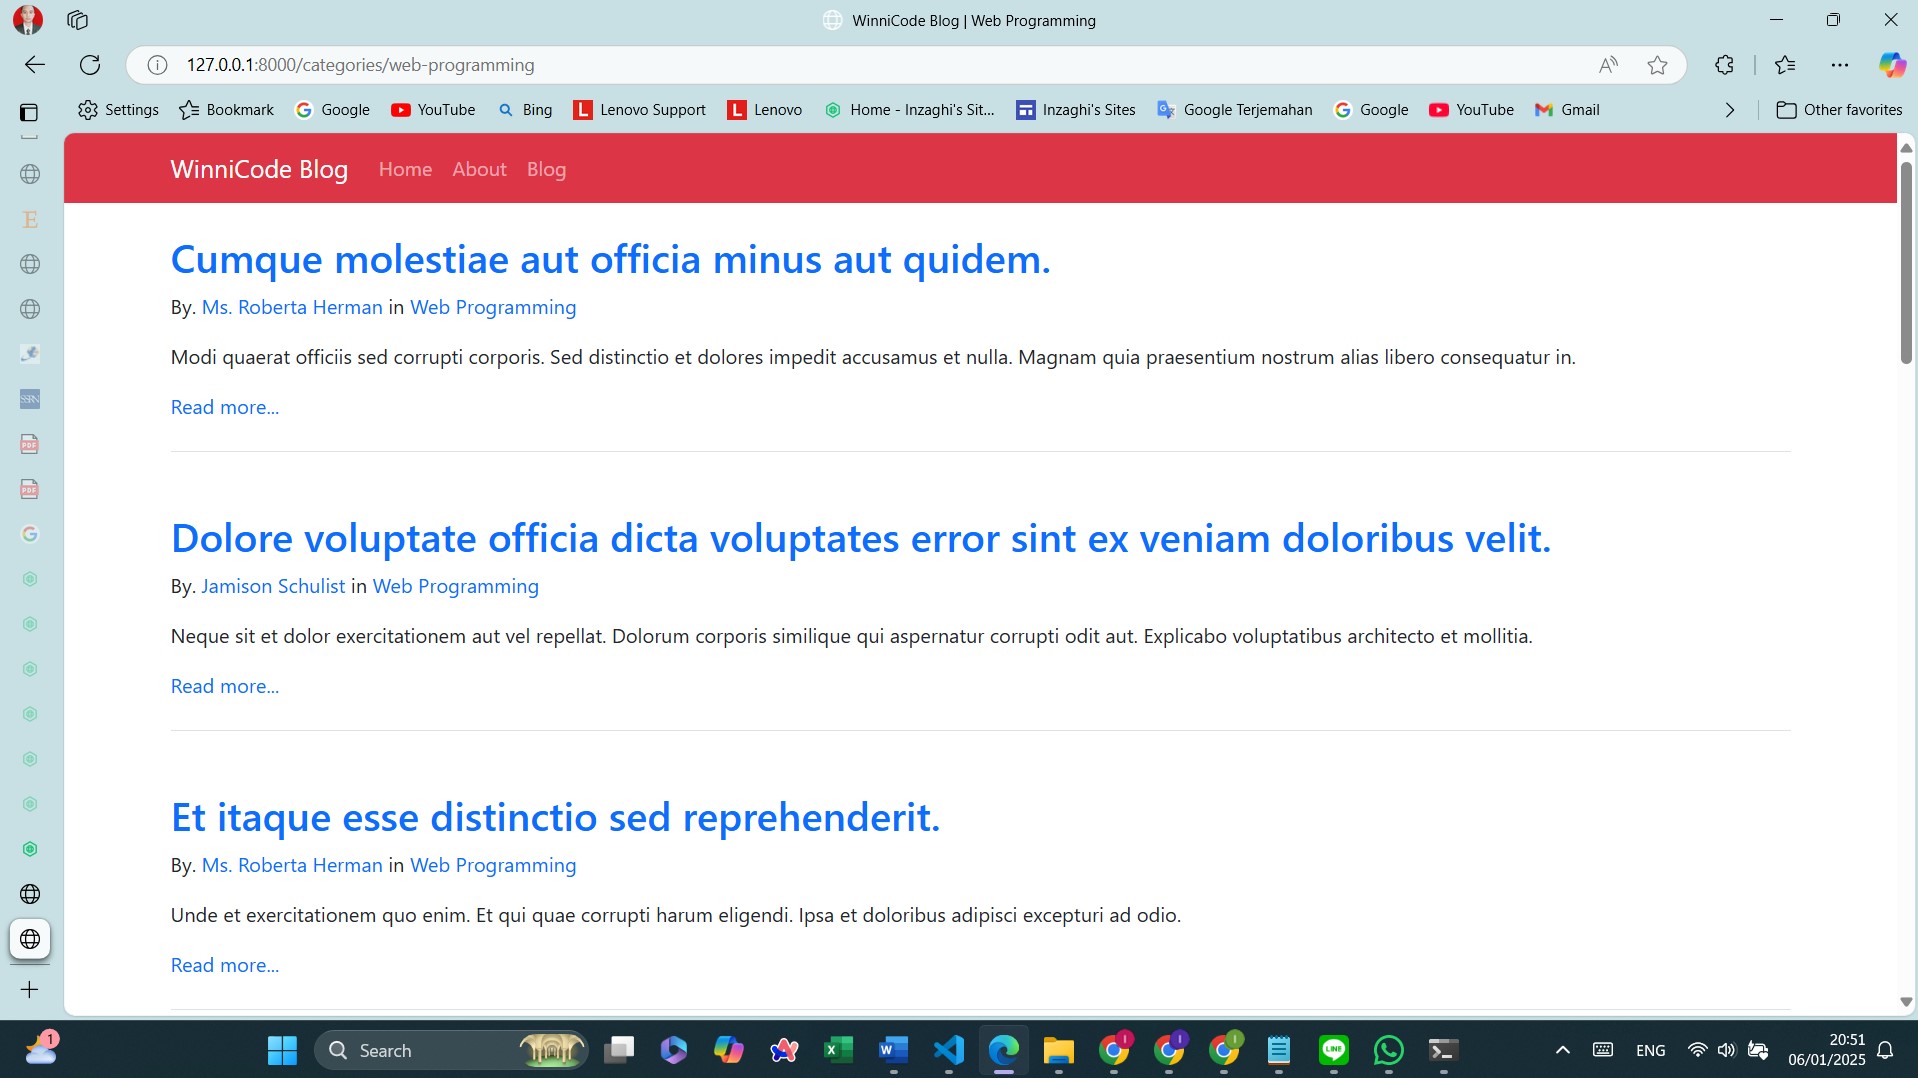 WinniCode Blog | Web Programming
127.0.0.1:8000/categories/web-programming
Settings Bookmark Google YouTube Bing Lenovo Support Lenovo Home - Inzaghi's Sit... Inzaghi's Sites Google Terjemahan Google YouTube Gmail Other favorites
WinniCode Blog Home About Blog
Cumque molestiae aut officia minus aut quidem.
By. Ms. Roberta Herman in Web Programming
Modi quaerat officiis sed corrupti corporis. Sed distinctio et dolores impedit accusamus et nulla. Magnam quia praesentium nostrum alias libero consequatur in.
Read more...
Dolore voluptate officia dicta voluptates error sint ex veniam doloribus velit.
By. Jamison Schulist in Web Programming
Neque sit et dolor exercitationem aut vel repellat. Dolorum corporis similique qui aspernatur corrupti odit aut. Explicabo voluptatibus architecto et mollitia.
Read more...
Et itaque esse distinctio sed reprehenderit.
By. Ms. Roberta Herman in Web Programming
Unde et exercitationem quo enim. Et qui quae corrupti harum eligendi. Ipsa et doloribus adipisci excepturi ad odio.
Read more...
E
SSRN
PDF
PDF
1
Search
LINE
ENG
20:51
06/01/2025